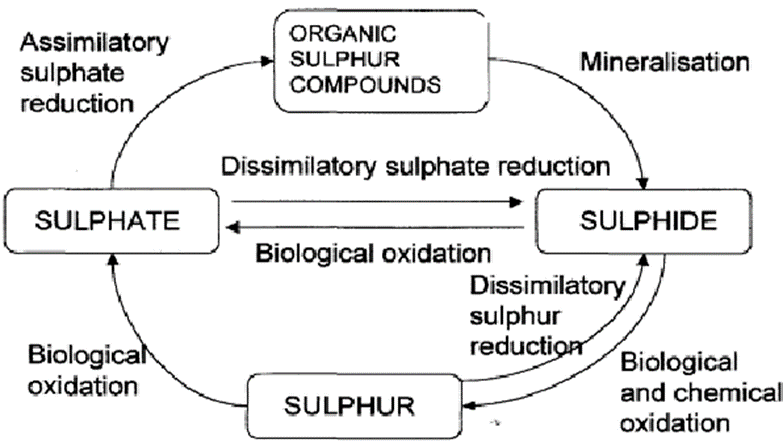 Assimilatory
sulphate
reduction
ORGANIC
SULPHUR
COMPOUNDS
Mineralisation
Dissimilatory sulphate reduction
SULPHATE
SULPHIDE
Biological oxidation
Dissimilatory
sulphur
reduction
Biological
oxidation
Biological
and chemical
oxidation
SULPHUR